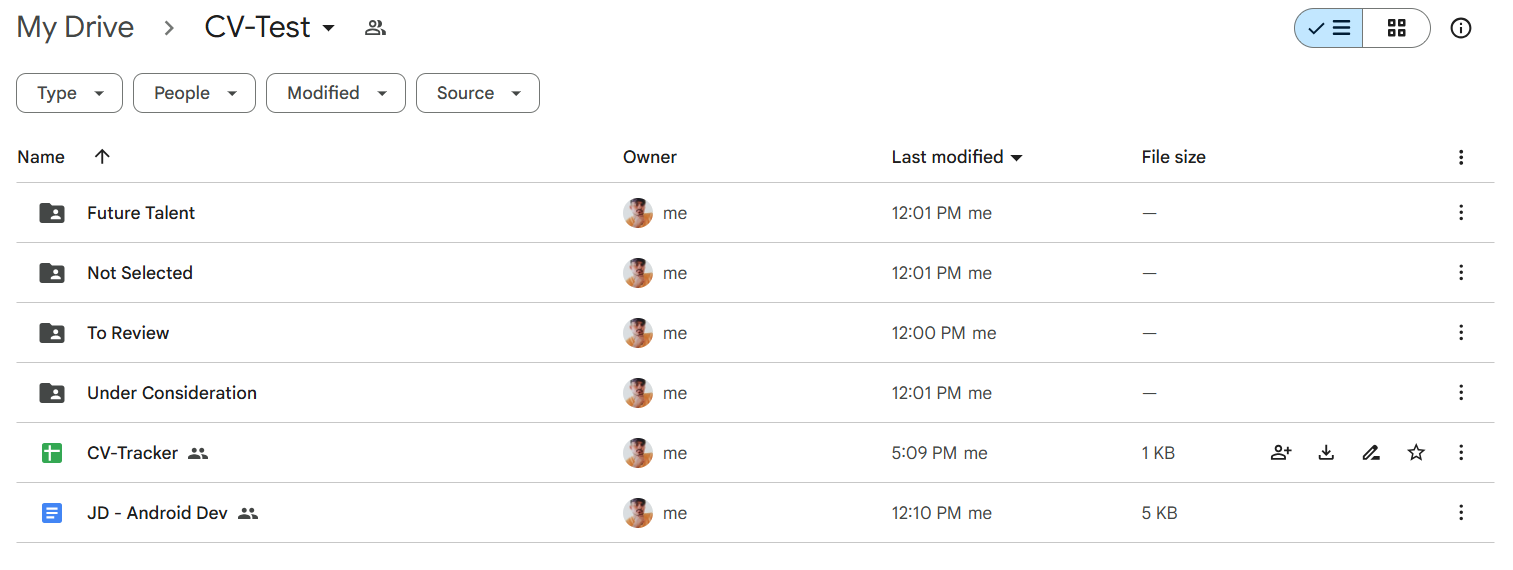 My Drive > CV-Test
Type People Modified Source
Name Owner Last modified File size
Future Talent me 12:01 PM me —
Not Selected me 12:01 PM me —
To Review me 12:00 PM me —
Under Consideration me 12:01 PM me —
CV-Tracker me 5:09 PM me 1 KB
JD - Android Dev me 12:10 PM me 5 KB